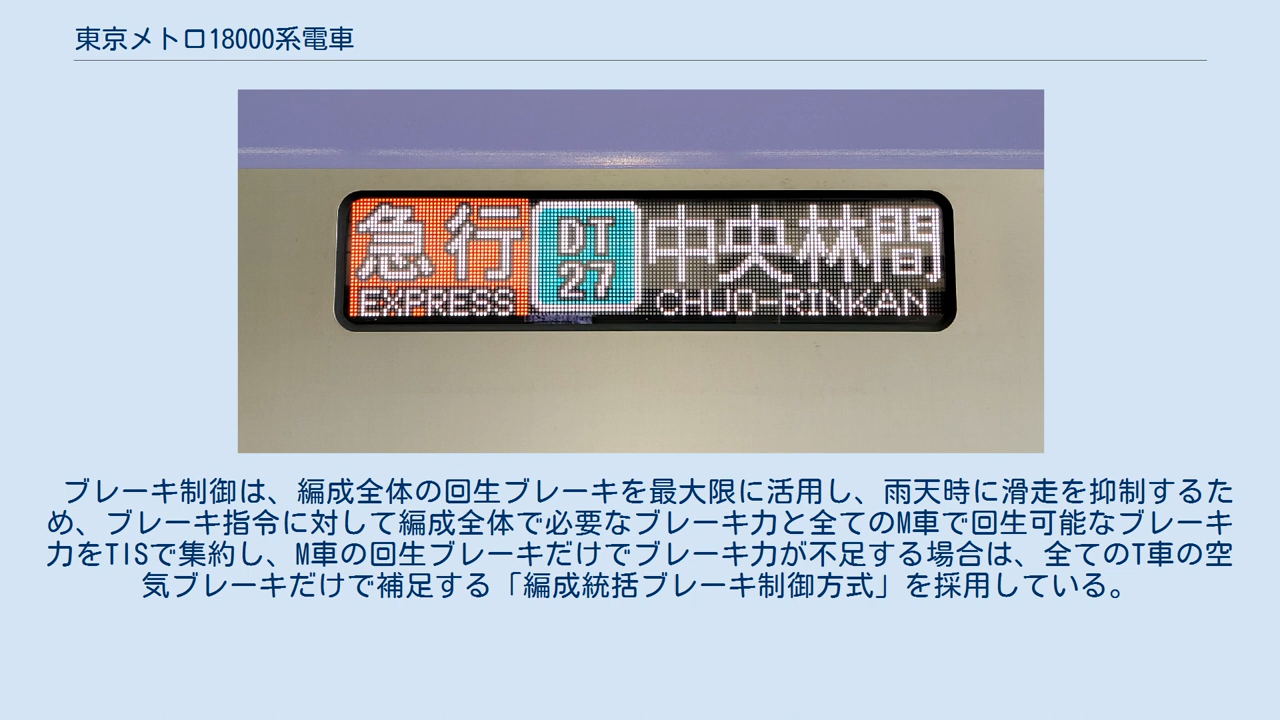 東京メトロ18000系電車
急行 DT 中央林間
EXPRESS 27 CHUO-RINKAN
ブレーキ制御は、編成全体の回生ブレーキを最大限に活用し、雨天時に滑走を抑制するた
め、ブレーキ指令に対して編成全体で必要なブレーキ力と全てのM車で回生可能なブレーキ
力をTISで集約し、M車の回生ブレーキだけでブレーキ力が不足する場合は、全てのT車の空
気ブレーキだけで補足する「編成統括ブレーキ制御方式」を採用している。